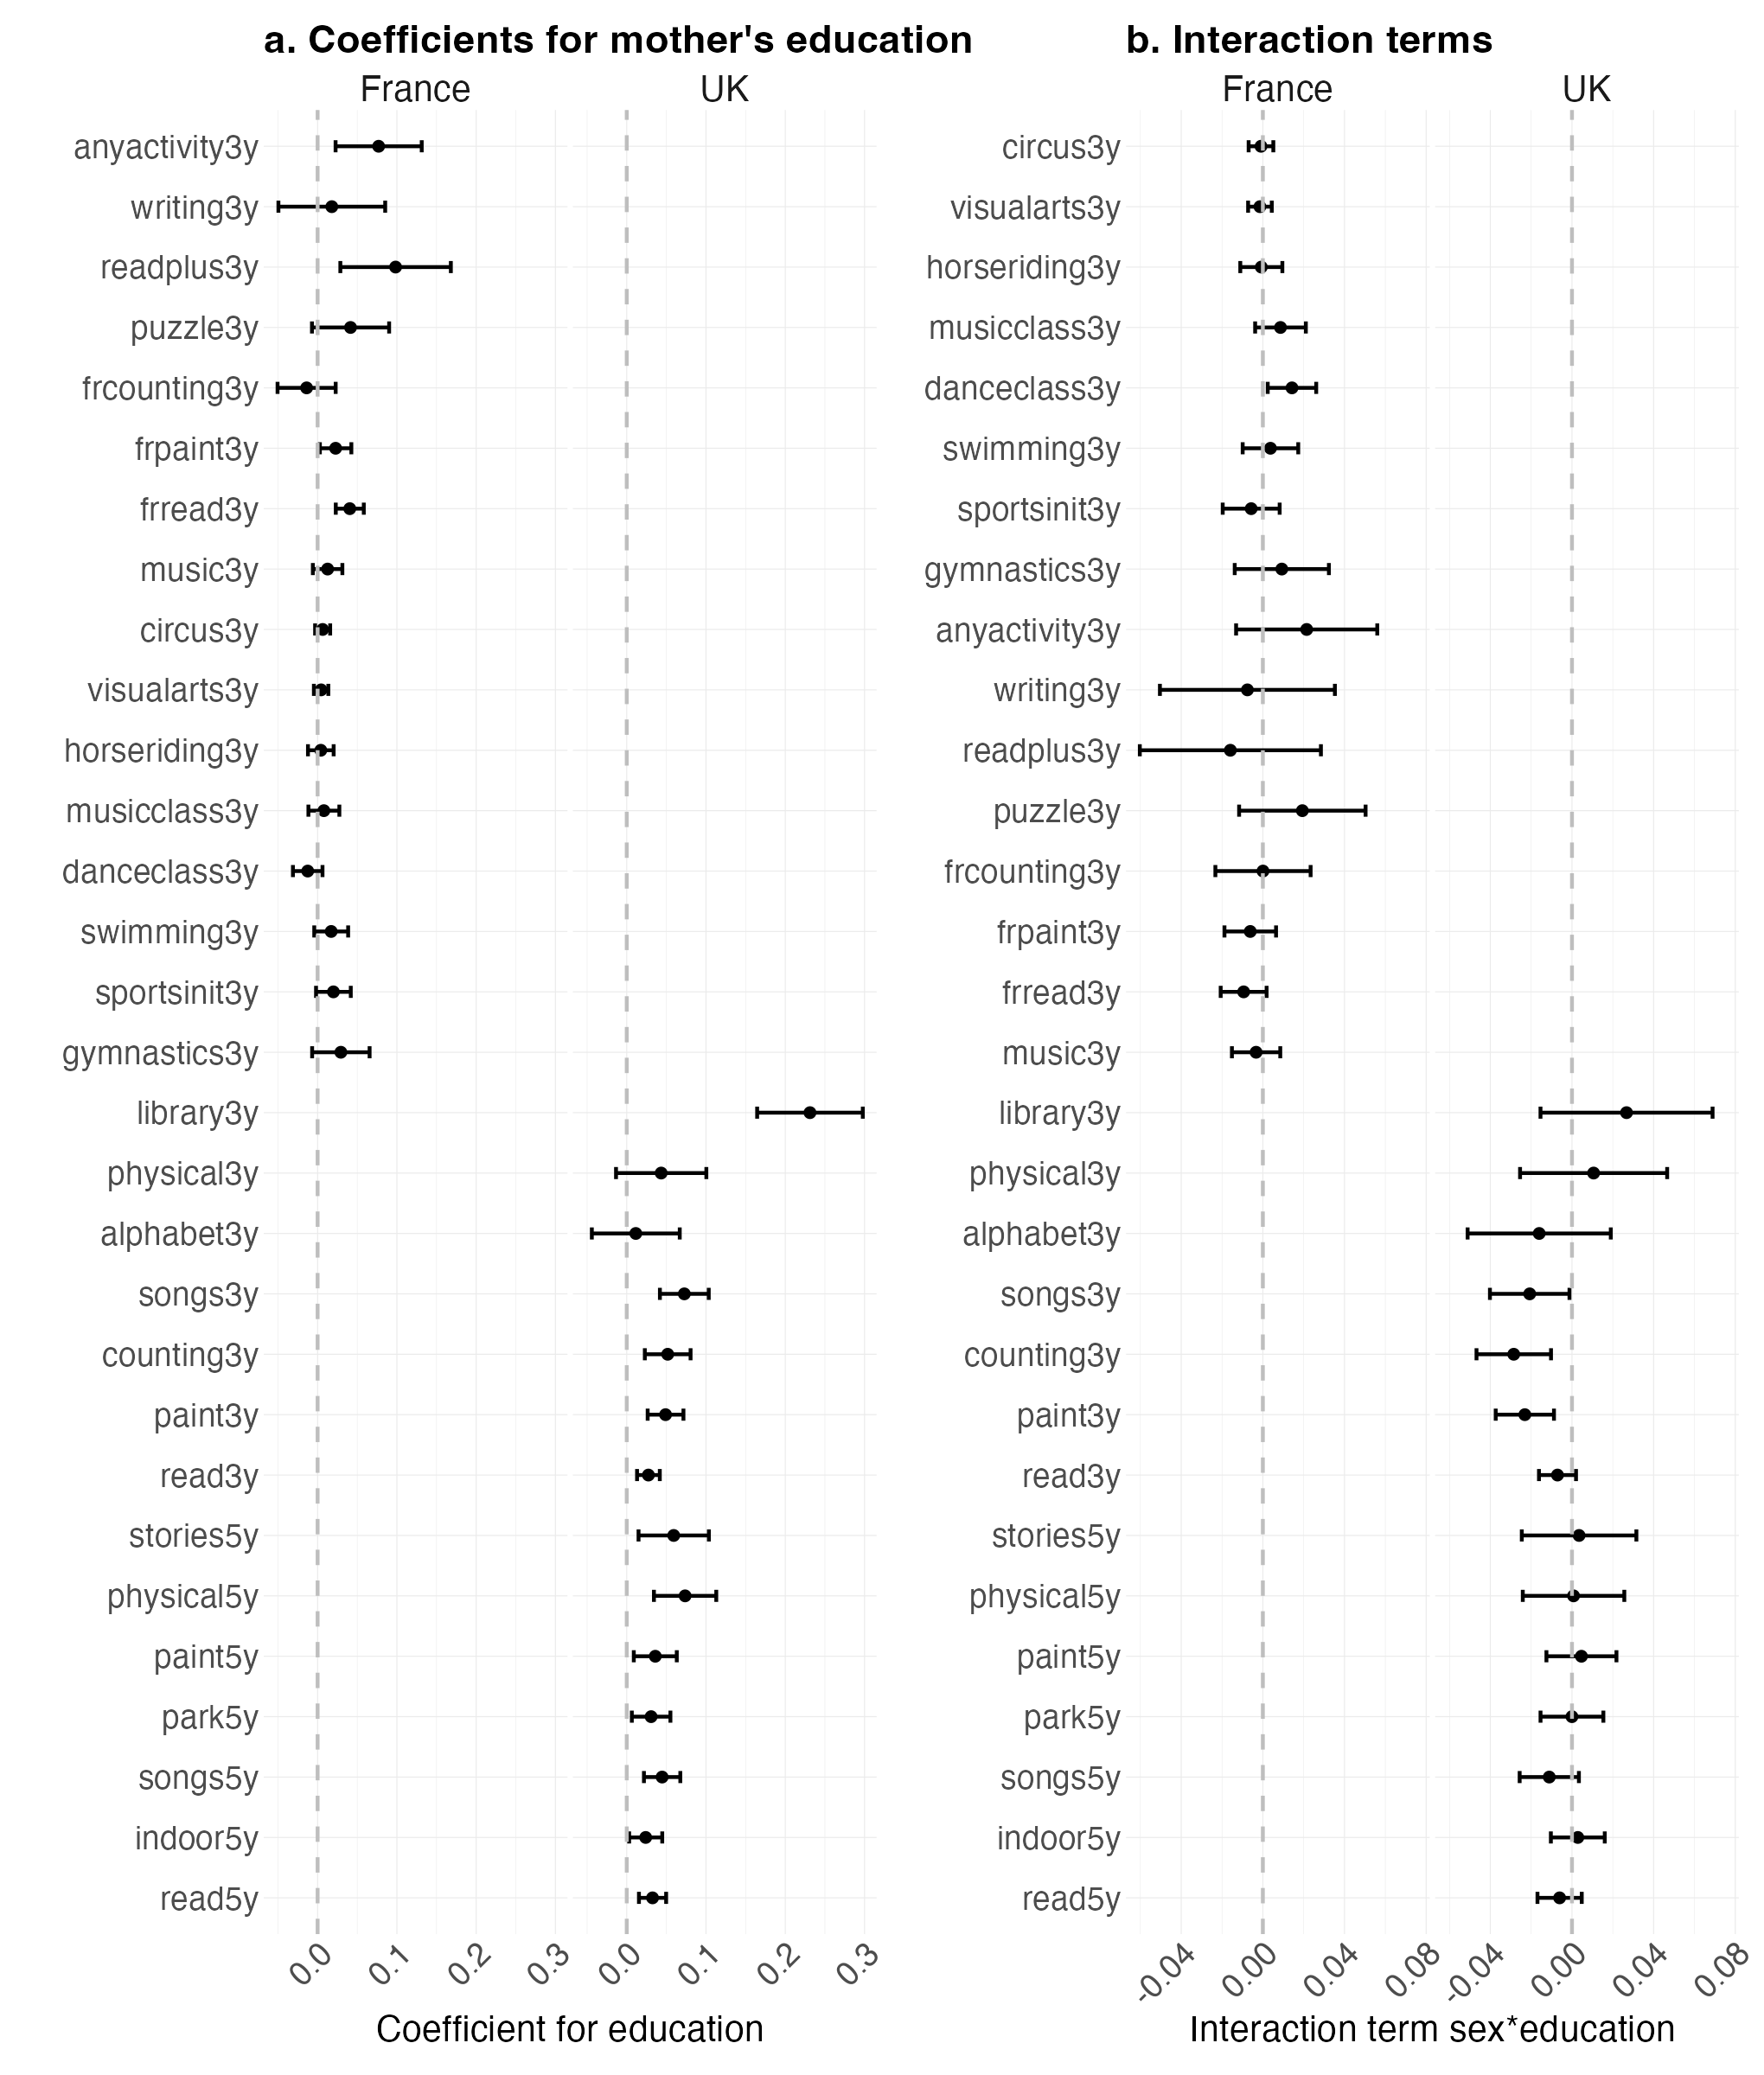 a. Coefficients for mother's education
France
UK
anyactivity3y
writing3y
readplus3y
puzzle3y
frcounting3y
frpaint3y
frread3y
music3y
circus3y
visualarts3y
horseriding3y
musicclass3y
danceclass3y
swimming3y
sportsinit3y
gymnastics3y
library3y
physical3y
alphabet3y
songs3y
counting3y
paint3y
read3y
stories5y
physical5y
paint5y
park5y
songs5y
indoor5y
read5y
0.0 0.1 0.2 0.3 0.0 0.1 0.2 0.3
Coefficient for education
b. Interaction terms
France
UK
circus3y
visualarts3y
horseriding3y
musicclass3y
danceclass3y
swimming3y
sportsinit3y
gymnastics3y
anyactivity3y
writing3y
readplus3y
puzzle3y
frcounting3y
frpaint3y
frread3y
music3y
library3y
physical3y
alphabet3y
songs3y
counting3y
paint3y
read3y
stories5y
physical5y
paint5y
park5y
songs5y
indoor5y
read5y
-0.04 0.00 0.04 0.08 -0.04 0.00 0.04 0.08
Interaction term sex*education